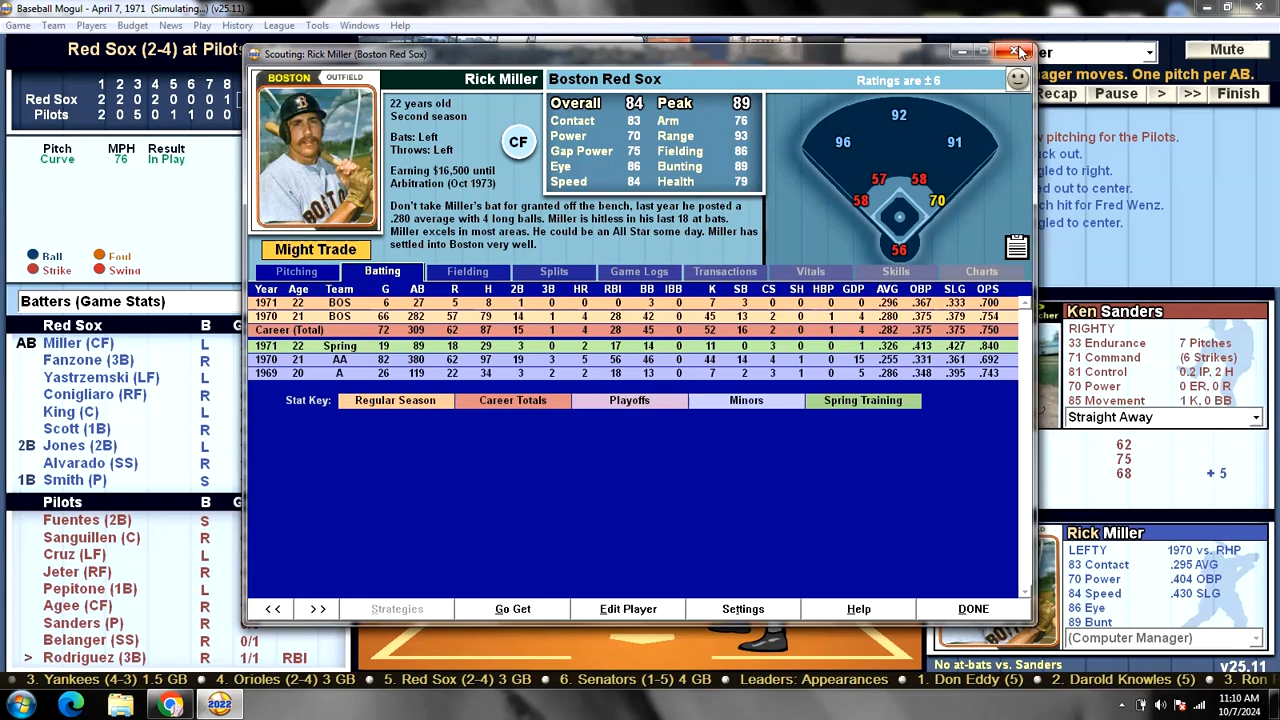 Baseball Mogul - April 7, 1971 (Simulating...) (v25.11)
Game Team Players Budget News Play History Leagues Tools Windows Help
Red Sox (2-4) at Pilots
1 2 3 4 5 6 7 8
Red Sox 2 2 0 2 0 0 0 1
Pilots 2 0 5 0 1 1 0 0
Pitch MPH Result
Curve 76 In Play
Ball Foul
Strike Swing
Batters (Game Stats)
Red Sox B
AB Miller (CF) L
Fanzone (3B) R
Yastrzemski (LF) L
Conigliaro (RF) R
King (C) L
Scott (1B) R
2B Jones (2B) L
Alvarado (SS) R
1B Smith (P) S
Pilots B
Fuentes (2B) S
Sanguillen (C) R
Cruz (LF) L
Jeter (RF) R
Pepitone (1B) L
Agee (CF) R
Sanders (P) R
Belanger (SS) R 0/1
> Rodriguez (3B) R 1/1 RBI
Scouting: Rick Miller (Boston Red Sox)
BOSTON OUTFIELD
Rick Miller
22 years old
Second season
Bats: Left
Throws: Left
Earning $16,500 until
Arbitration (Oct 1973)
CF
Boston Red Sox Ratings are ± 6
Overall 84 Peak 89
Contact 83 Arm 76
Power 70 Range 93
Gap Power 75 Fielding 86
Eye 86 Bunting 89
Speed 84 Health 79
Don't take Miller's bat for granted off the bench, last year he posted a
.280 average with 4 long balls. Miller is hitless in his last 18 at bats.
Miller excels in most areas. He could be an All Star some day. Miller has
settled into Boston very well.
Might Trade
92
96 91
57 58
58 70
56
Pitching Batting Fielding Splits Game Logs Transactions Vitals Skills Charts
Year Age Team G AB R H 2B 3B HR RBI BB IBB K SB CS SH HBP GDP AVG OBP SLG OPS
1971 22 BOS 6 27 5 8 1 0 0 0 3 0 7 3 0 0 0 0 .296 .367 .333 .700
1970 21 BOS 66 282 57 79 14 1 4 28 42 0 45 13 2 0 1 4 .280 .375 .379 .754
Career (Total) 72 309 62 87 15 1 4 28 45 0 52 16 2 0 1 4 .282 .375 .375 .750
1971 22 Spring 19 89 18 29 3 0 2 17 14 0 11 0 3 0 0 1 .326 .413 .427 .840
1970 21 AA 82 380 62 97 19 3 5 56 46 0 44 14 4 1 0 15 .255 .331 .361 .692
1969 20 A 26 119 22 34 3 2 2 18 13 0 7 2 3 1 0 5 .286 .348 .395 .743
Stat Key: Regular Season Career Totals Playoffs Minors Spring Training
<< >> Strategies Go Get Edit Player Settings Help DONE
Mute
One pitch per AB.
Recap Pause > >> Finish
pitching for the Pilots.
out.
to right.
out to center.
hit for Fred Wenz.
to center.
Ken Sanders
RIGHTY
33 Endurance 7 Pitches
71 Command (6 Strikes)
81 Control 0.2 IP, 2 H
70 Power 0 ER, 0 R
85 Movement 1 K, 0 BB
Straight Away
62
75
68 + 5
Rick Miller
LEFTY 1970 vs. RHP
83 Contact .295 AVG
70 Power .404 OBP
84 Speed .430 SLG
86 Eye
89 Bunt
(Computer Manager)
No at-bats vs. Sanders v25.11
3. Yankees (4-3) 1.5 GB • 4. Orioles (2-4) 3 GB • 5. Red Sox (2-4) 3 GB • 6. Senators (1-5) 4 GB • Leaders: Appearances • 1. Don Eddy (5) • 2. Darold Knowles (5) • 3. Ron
2022
11:10 AM
10/7/2024